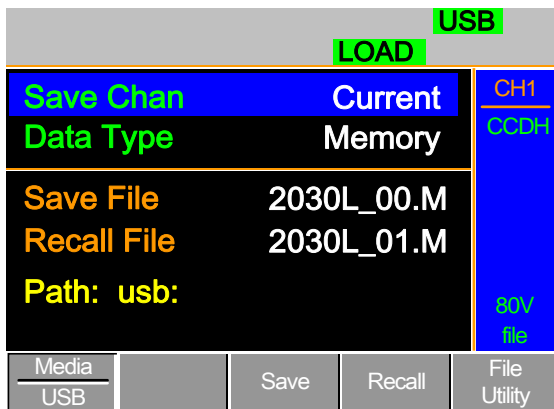 USB
LOAD
Save Chan Current
Data Type Memory
Save File 2030L_00.M
Recall File 2030L_01.M
Path: usb:
CH1
CCDH
80V
file
Media
USB
Save
Recall
File
Utility